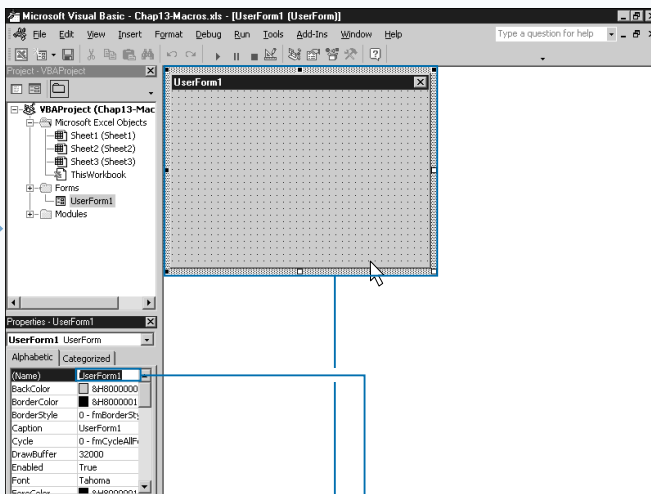 Microsoft Visual Basic - Chap13-Macros.xls - [UserForm1 (UserForm)]
File Edit View Insert Format Debug Run Tools Add-Ins Window Help
Type a question for help
Project - VBAProject
UserForm1
VBAProject (Chap13-Mac
Microsoft Excel Objects
Sheet1 (Sheet1)
Sheet2 (Sheet2)
Sheet3 (Sheet3)
ThisWorkbook
Forms
UserForm1
Modules
Properties - UserForm1
UserForm1 UserForm
Alphabetic Categorized
(Name) UserForm1
BackColor &H8000000
BorderColor &H8000001
BorderStyle 0 - fmBorderSty
Caption UserForm1
Cycle 0 - fmCycleAllF
DrawBuffer 32000
Enabled True
Font Tahoma
ForeColor &H8000001